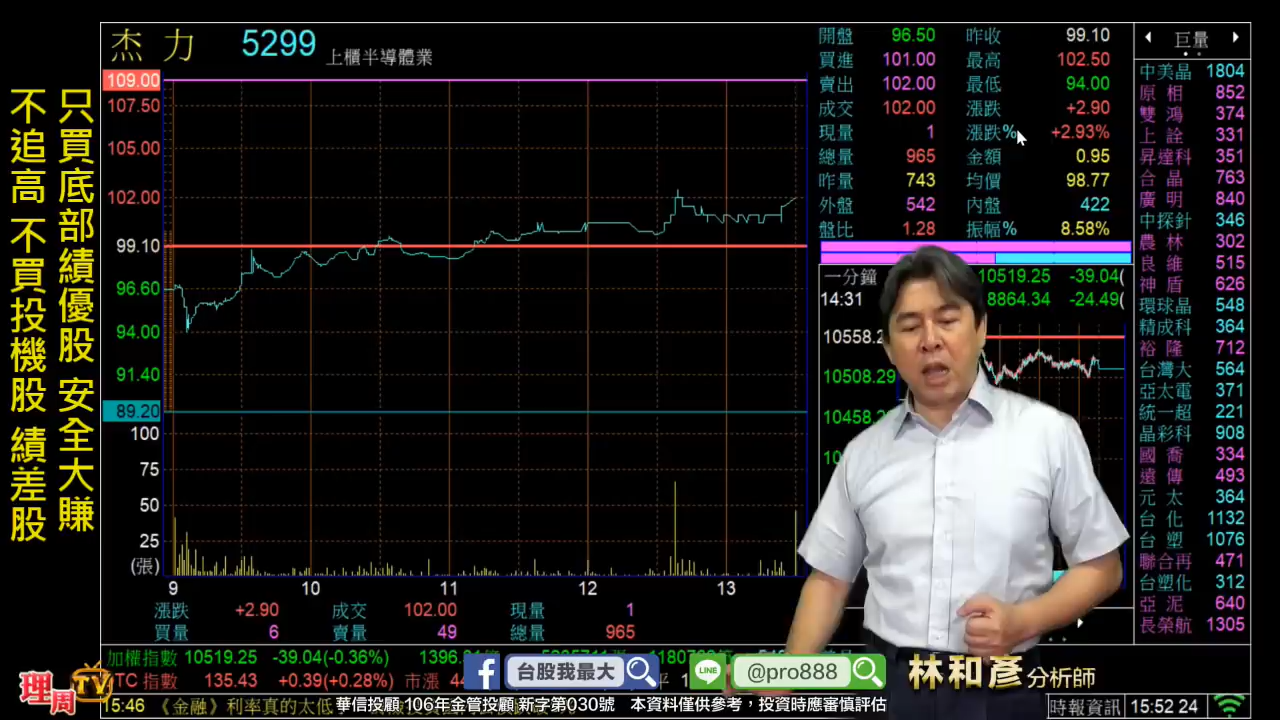 只買底部績優股 安全大賺
不追高 不買投機股 績差股
杰力 5299 上櫃半導體業
109.00
107.50
105.00
102.00
99.10
96.60
94.00
91.40
89.20
100
75
50
25
(張)
9 10 11 12 13
漲跌 +2.90 成交 102.00 現量 1
買量 6 賣量 49 總量 965
開盤 96.50 昨收 99.10
買進 101.00 最高 102.50
賣出 102.00 最低 94.00
成交 102.00 漲跌 +2.90
現量 1 漲跌% +2.93%
總量 965 金額 0.95
昨量 743 均價 98.77
外盤 542 內盤 422
盤比 1.28 振幅% 8.58%
一分鐘 10519.25 -39.04(
14:31 8864.34 -24.49(
10558.2
10508.29
10458.2
巨量
中美晶 1804
原相 852
雙鴻 374
上詮 331
昇達科 351
合晶 763
廣明 840
中探針 346
農林 302
良維 515
神盾 626
環球晶 548
精成科 364
裕隆 712
台灣大 564
亞太電 371
統一超 221
晶彩科 908
國喬 334
遠傳 493
元太 364
台化 1132
台塑 1076
聯合再 471
台塑化 312
亞泥 640
長榮航 1305
加權指數 10519.25 -39.04(-0.36%)
TC 指數 135.43 +0.39(+0.28%) 市漲
台股我最大
LINE @pro888
林和彥分析師
理周TV
15:46 《金融》利率真的太低
華信投顧 106年金管投顧 新字第030號 本資料僅供參考，投資時應審慎評估
時報資訊 15:52 24